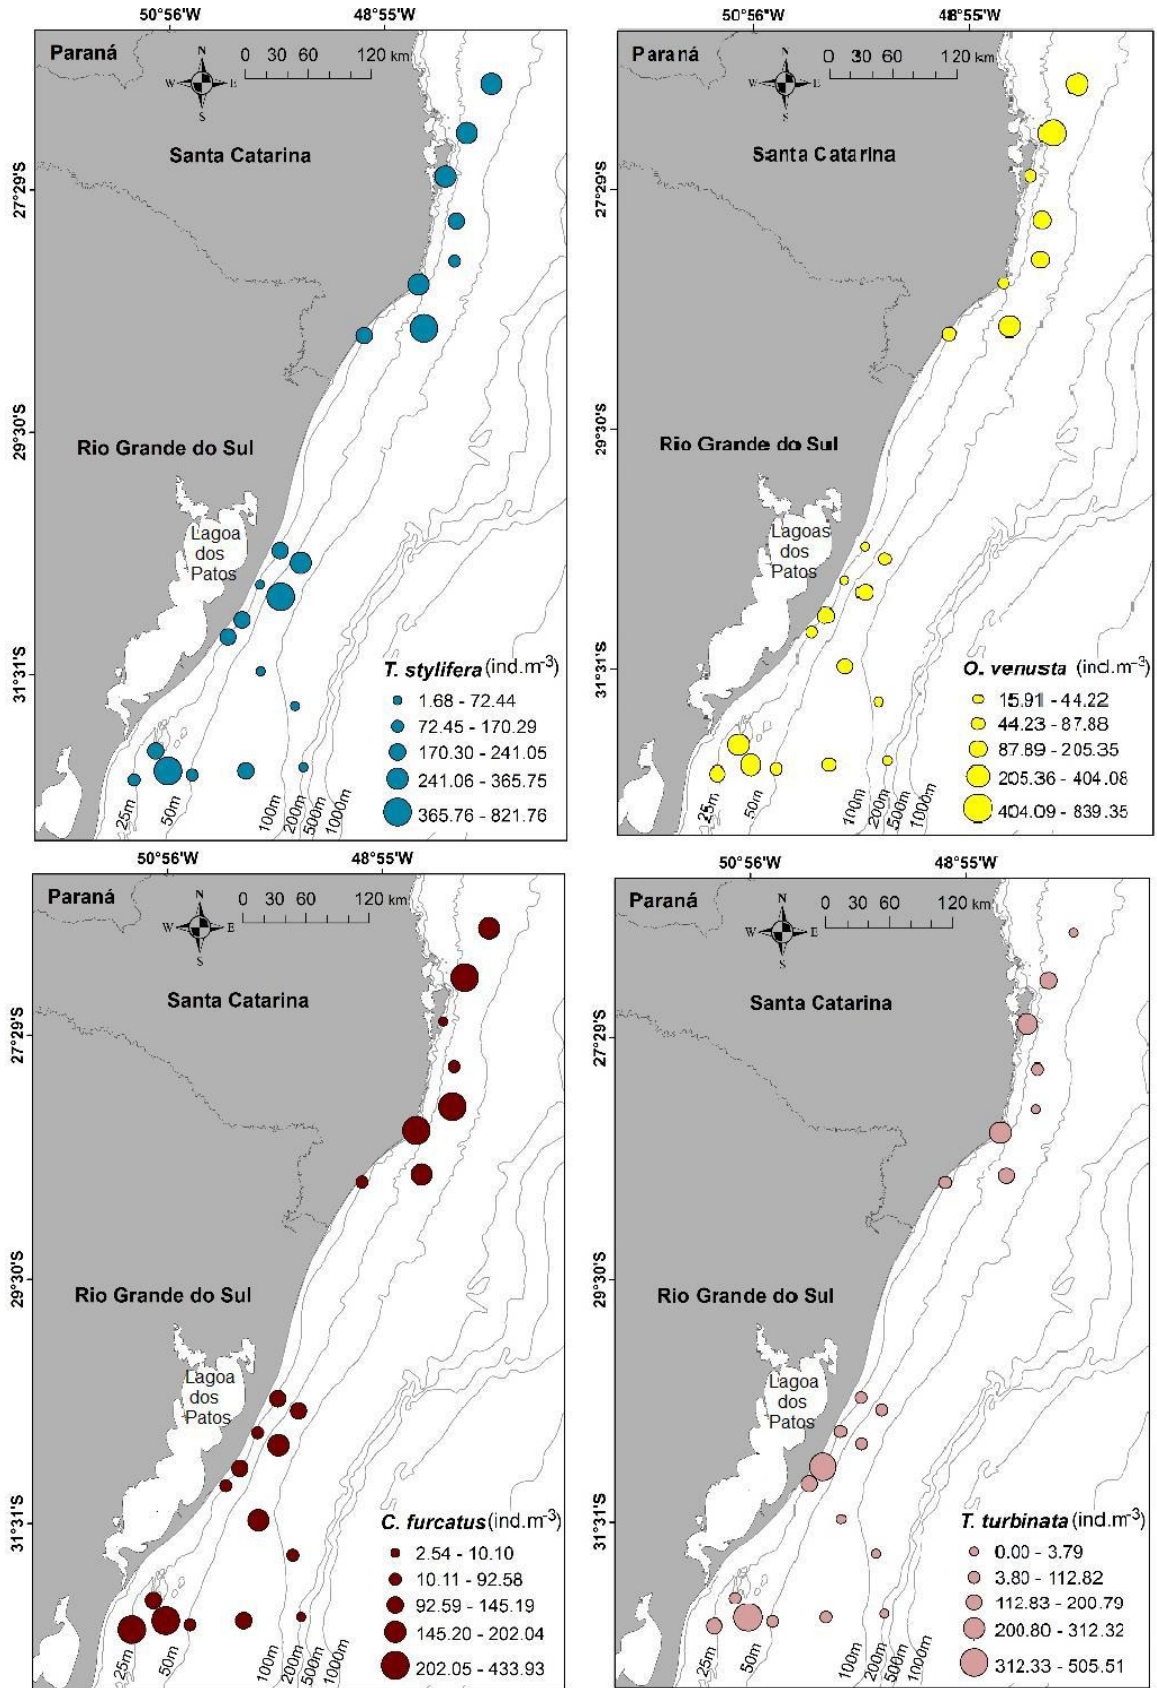 50°56'W 48°55'W
Paraná
N
W E
S
0 30 60 120 km
Santa Catarina
27°29'S
29°30'S
Rio Grande do Sul
Lagoa
dos
Patos
31°31'S
T. stylifera (ind.m-3)
1.68 - 72.44
72.45 - 170.29
170.30 - 241.05
241.06 - 365.75
365.76 - 821.76
25m 50m 100m 200m 500m 1000m
50°56'W 48°55'W
Paraná
N
W E
S
0 30 60 120 km
Santa Catarina
27°29'S
29°30'S
Rio Grande do Sul
Lagoas
dos
Patos
31°31'S
O. venusta (ind.m-3)
15.91 - 44.22
44.23 - 87.88
87.89 - 205.35
205.36 - 404.08
404.09 - 839.35
25m 50m 100m 200m 500m 1000m
50°56'W 48°55'W
Paraná
N
W E
S
0 30 60 120 km
Santa Catarina
27°29'S
29°30'S
Rio Grande do Sul
Lagoa
dos
Patos
31°31'S
C. furcatus (ind.m-3)
2.54 - 10.10
10.11 - 92.58
92.59 - 145.19
145.20 - 202.04
202.05 - 433.93
25m 50m 100m 200m 500m 1000m
50°56'W 48°55'W
Paraná
N
W E
S
0 30 60 120 km
Santa Catarina
27°29'S
29°30'S
Rio Grande do Sul
Lagoa
dos
Patos
31°31'S
T. turbinata (ind.m-3)
0.00 - 3.79
3.80 - 112.82
112.83 - 200.79
200.80 - 312.32
312.33 - 505.51
25m 50m 100m 200m 500m 1000m